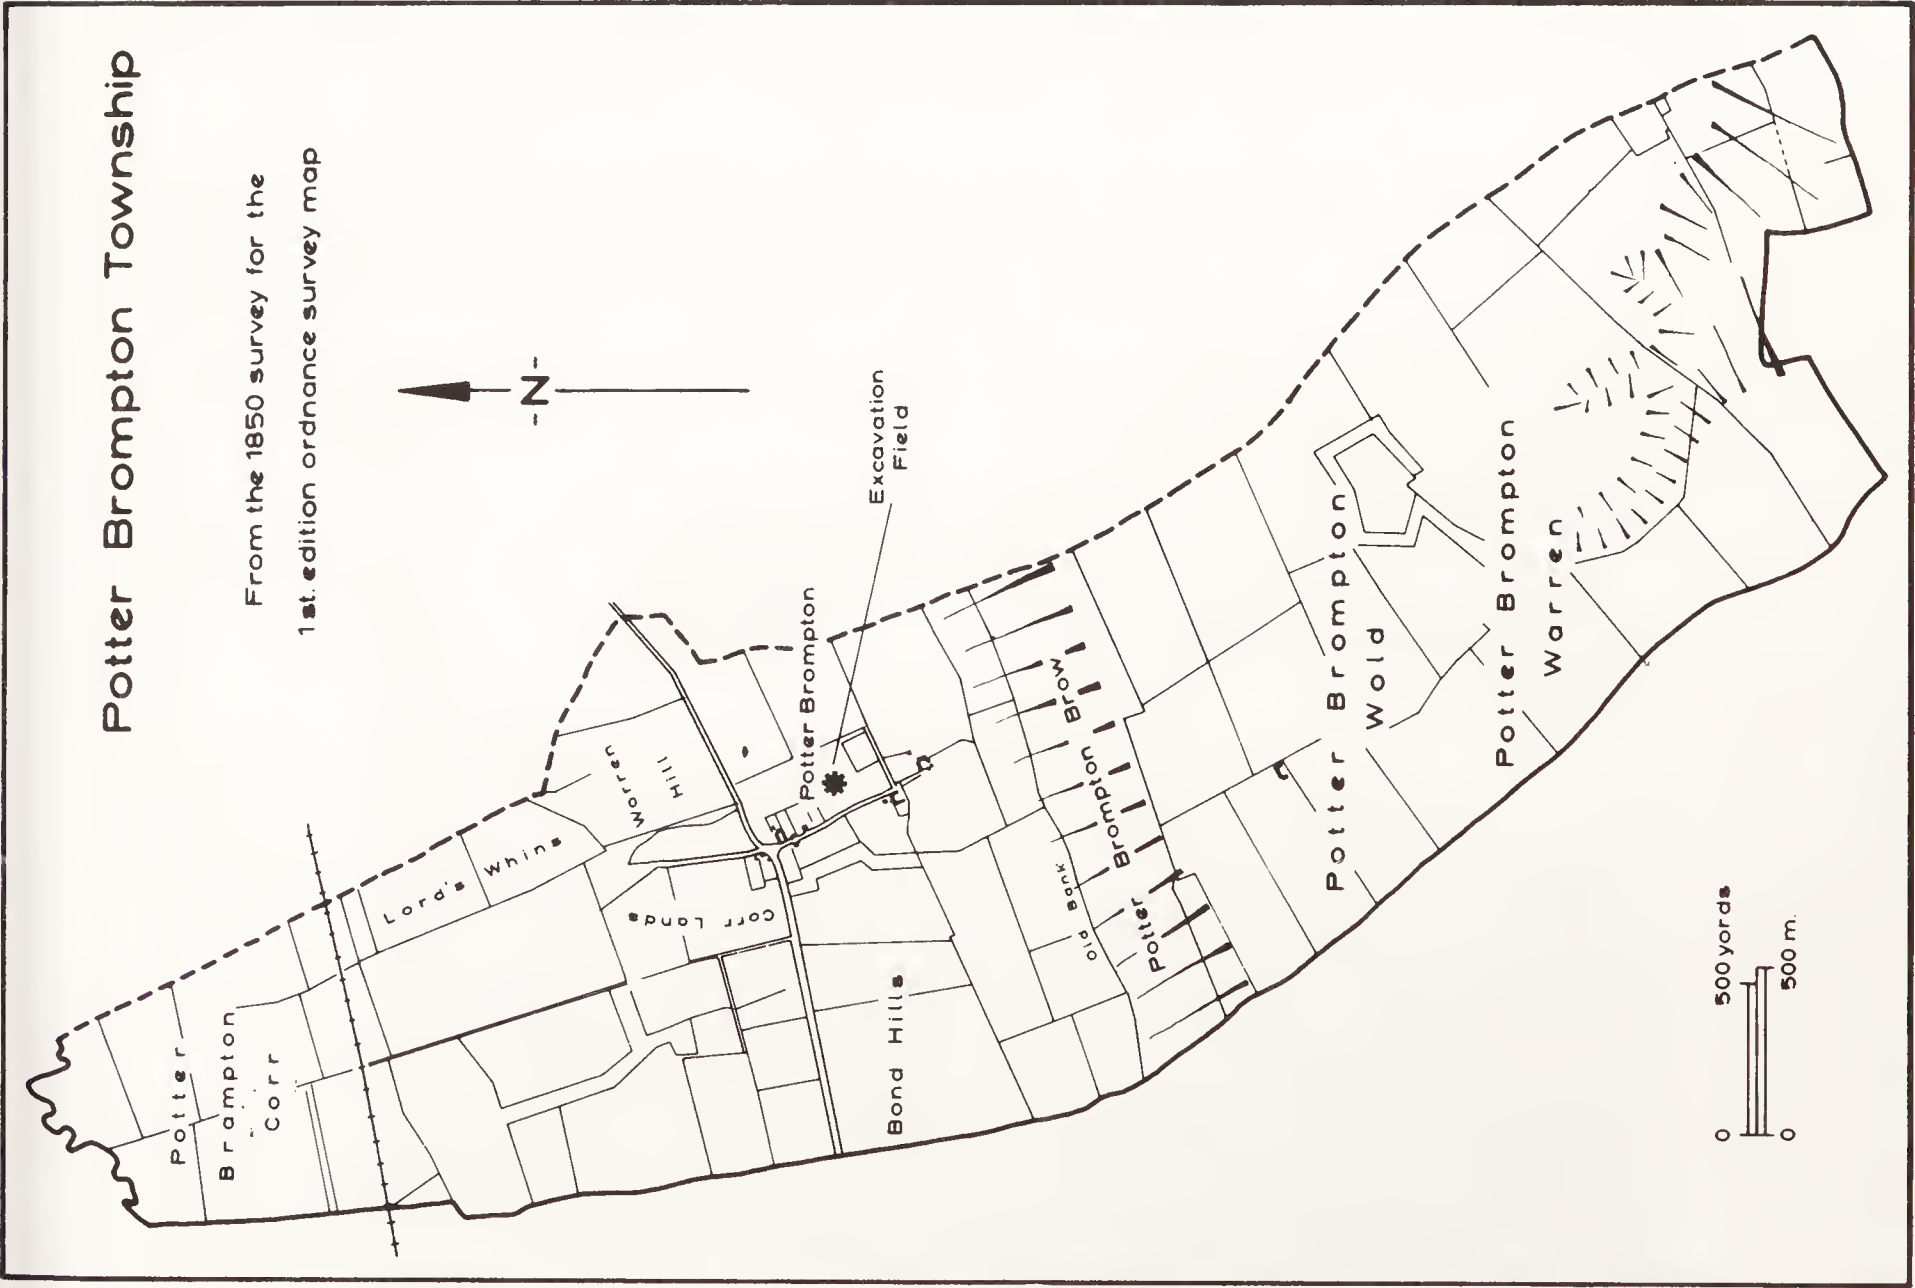 Potter Brompton Township
From the 1850 survey for the
1st. edition ordnance survey map
-N-
Potter
Brampton
Corr
Lord's Whins
Warren
Hill
Corr Lands
Potter Brompton
Excavation
Field
Bond Hills
Old Bank
Potter Brompton Brow
Potter Brompton
Wold
Potter Brompton
Warren
0 500 yords
0 500 m.